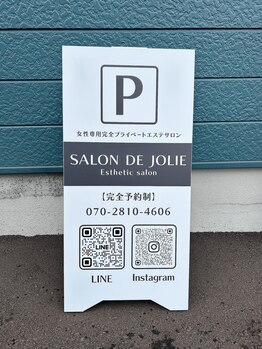 P
女性専用完全プライベートエステサロン
SALON DE JOLIE
Esthetic salon
【完全予約制】
070-2810-4606
LINE
LINE Instagram